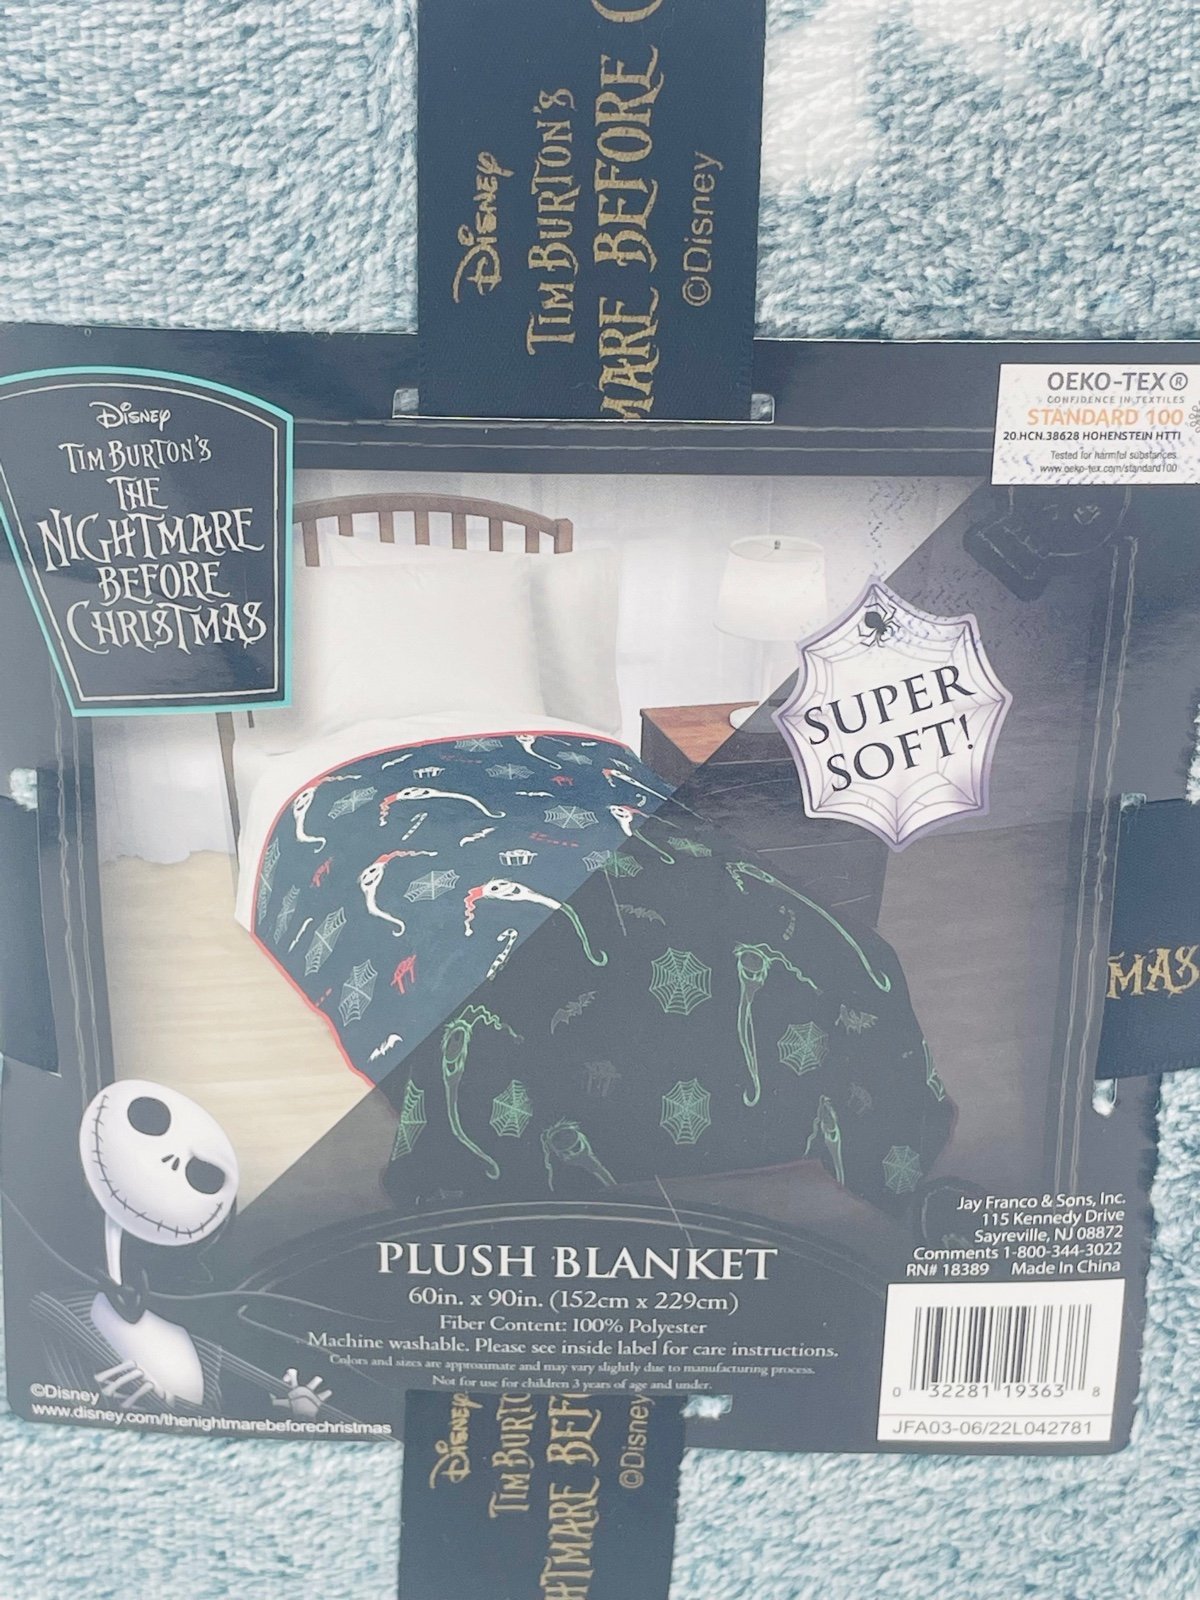 DISNEY
TIM BURTON'S
MARE BEFORE C
©Disney
DISNEY
TIM BURTON'S
THE
NIGHTMARE
BEFORE
CHRISTMAS
OEKO-TEX®
CONFIDENCE IN TEXTILES
STANDARD 100
20.HCN.38628 HOHENSTEIN HTTI
Tested for harmful substances
www.oeko-tex.com/standard100
SUPER
SOFT!
MAS
Jay Franco & Sons, Inc.
115 Kennedy Drive
Sayreville, NJ 08872
Comments 1-800-344-3022
RN# 18389 Made In China
PLUSH BLANKET
60in. x 90in. (152cm x 229cm)
Fiber Content: 100% Polyester
Machine washable. Please see inside label for care instructions.
Colors and sizes are approximate and may vary slightly due to manufacturing process.
Not for use for children 3 years of age and under.
©Disney
www.disney.com/thenightmarebeforechristmas
0 32281 19363 8
JFA03-06/22L042781
DISNEY
TIM BURTO
HTMARE BEF
©Disney